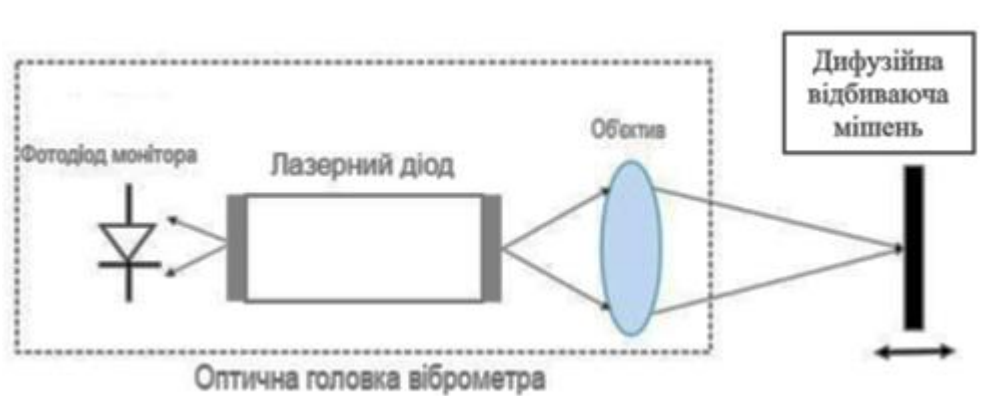 Дифузійна
відбиваюча
мішень
Об'єктив
Фотодіод монітора
Лазерний діод
Оптична головка віброметра